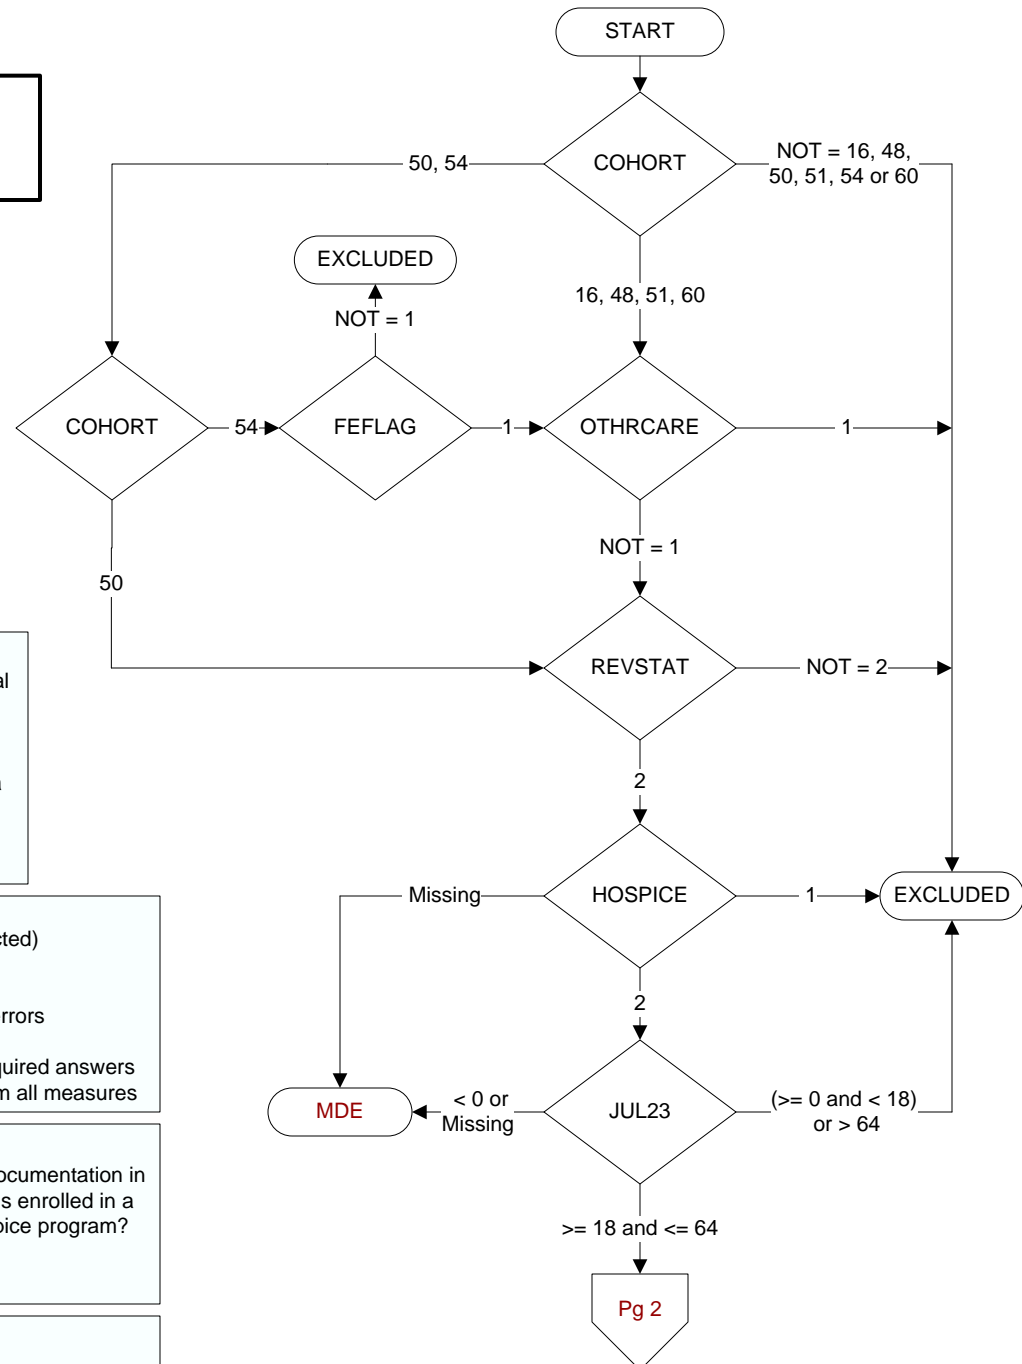 START
COHORT
50, 54
NOT = 16, 48,
50, 51, 54 or 60
EXCLUDED
16, 48, 51, 60
NOT = 1
COHORT
54
FEFLAG
1
OTHRCARE
1
NOT = 1
50
REVSTAT
NOT = 2
al
2
a
Missing
HOSPICE
1
EXCLUDED
cted)
2
errors
quired answers
m all measures
MDE
< 0 or
Missing
JUL23
(>= 0 and < 18)
or > 64
ocumentation in
s enrolled in a
oice program?
>= 18 and <= 64
Pg 2